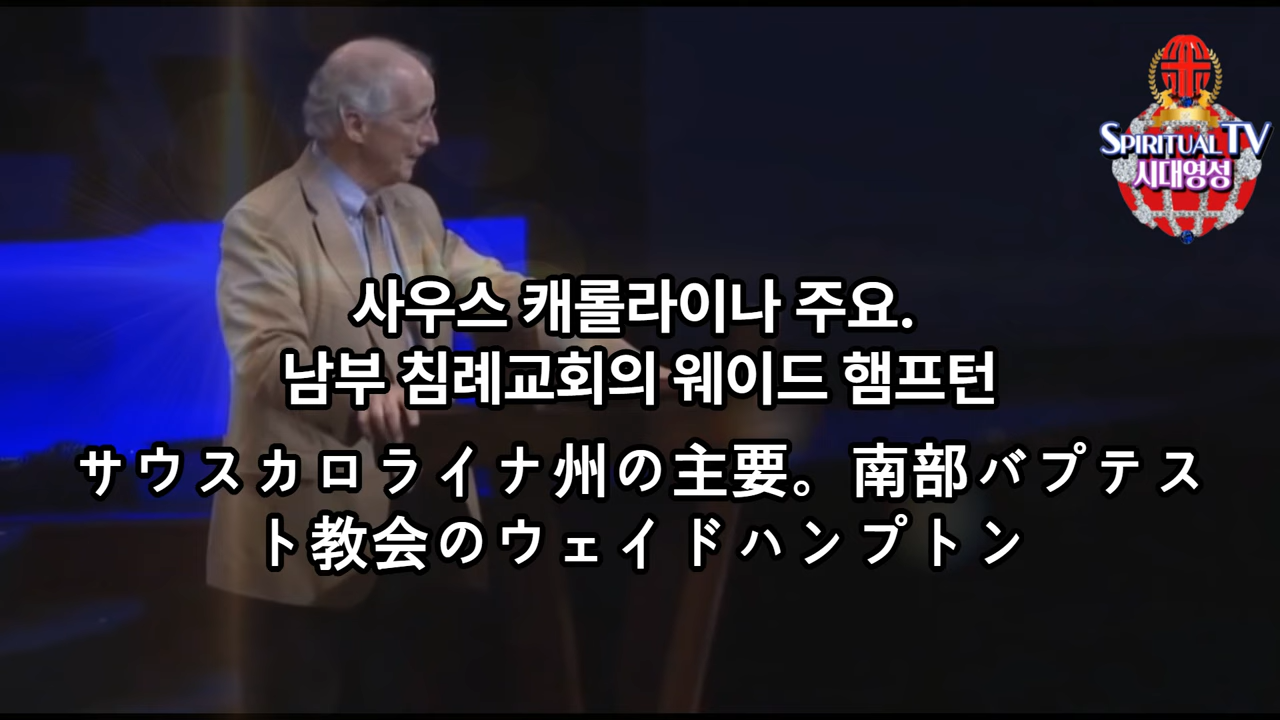 SPIRITUAL TV
시대영성
사우스 캐롤라이나 주요.
남부 침례교회의 웨이드 햄프턴
サウスカロライナ州の主要。南部バプテス
ト教会のウェイドハンプトン